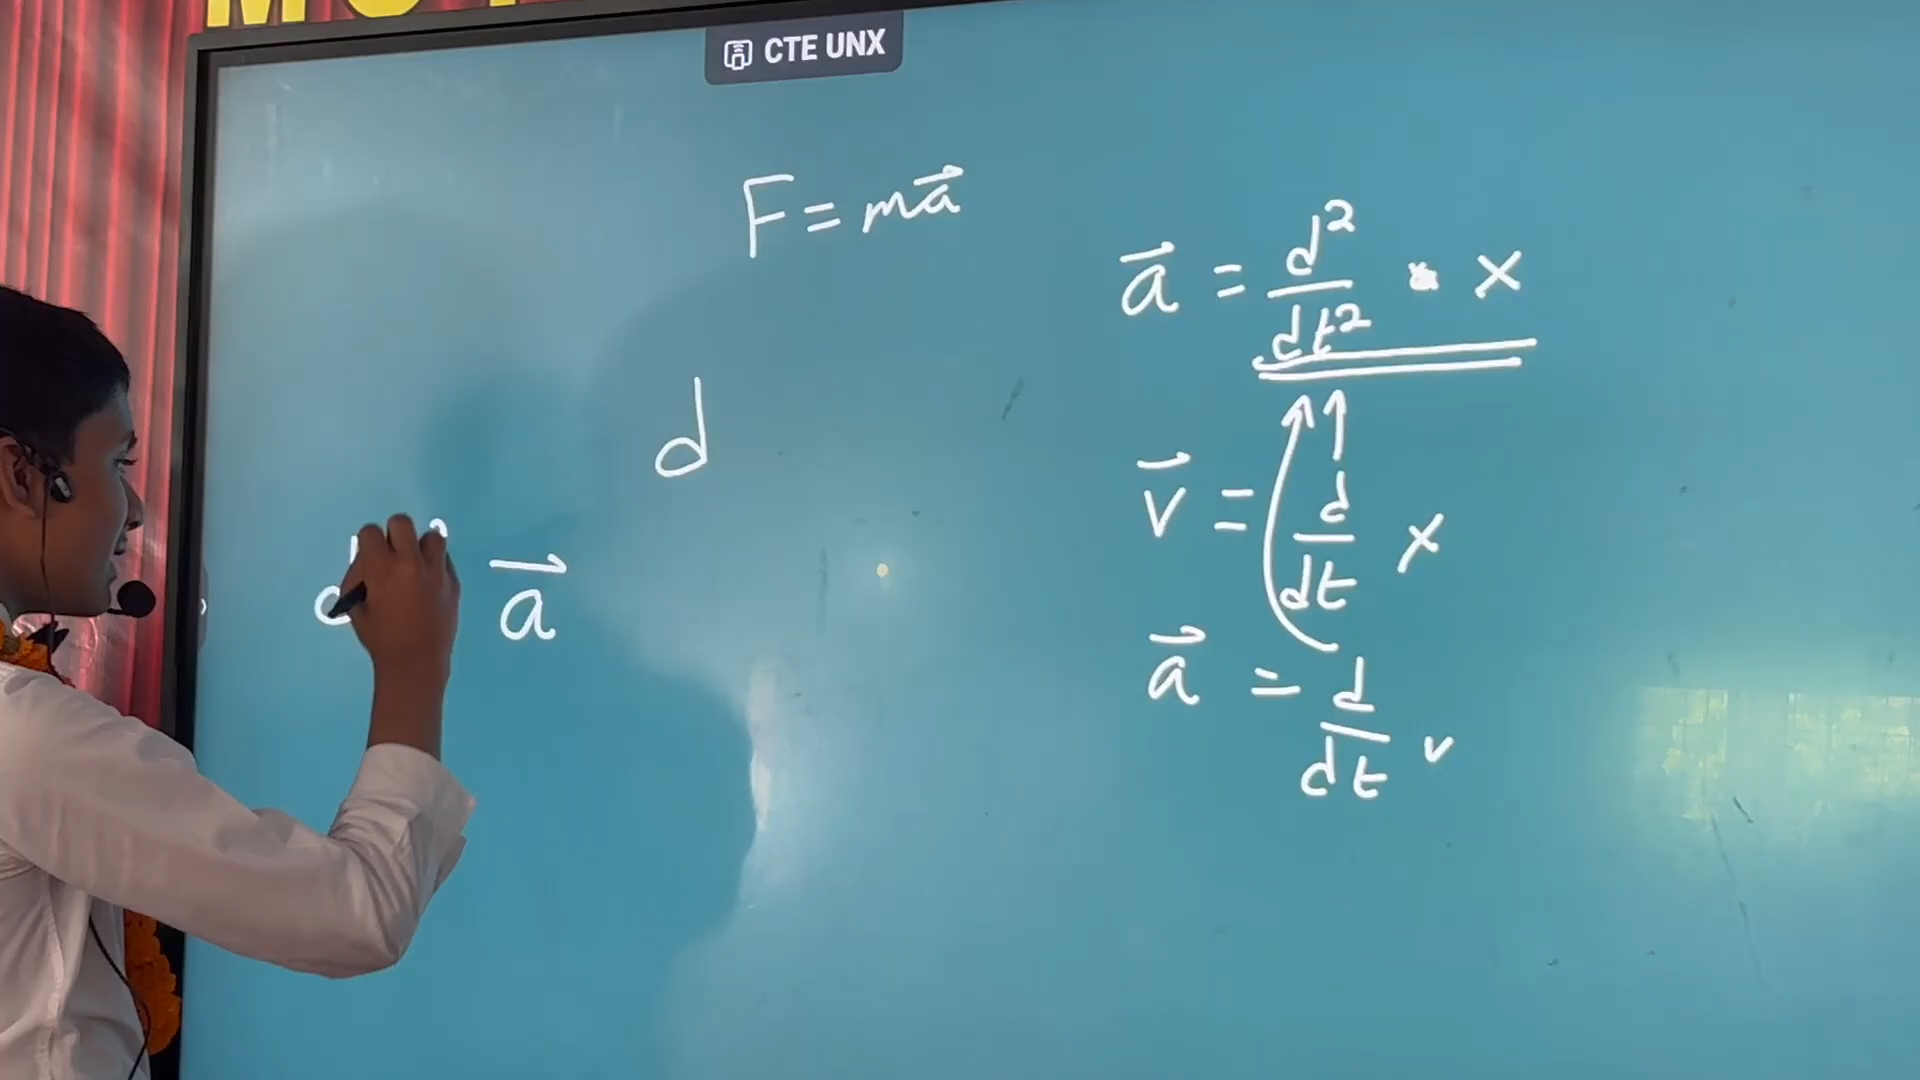 CTE UNX
F = ma⃗
a⃗ = d²/dt² · x
d
v⃗ = d/dt x
a⃗
a⃗ = d/dt v